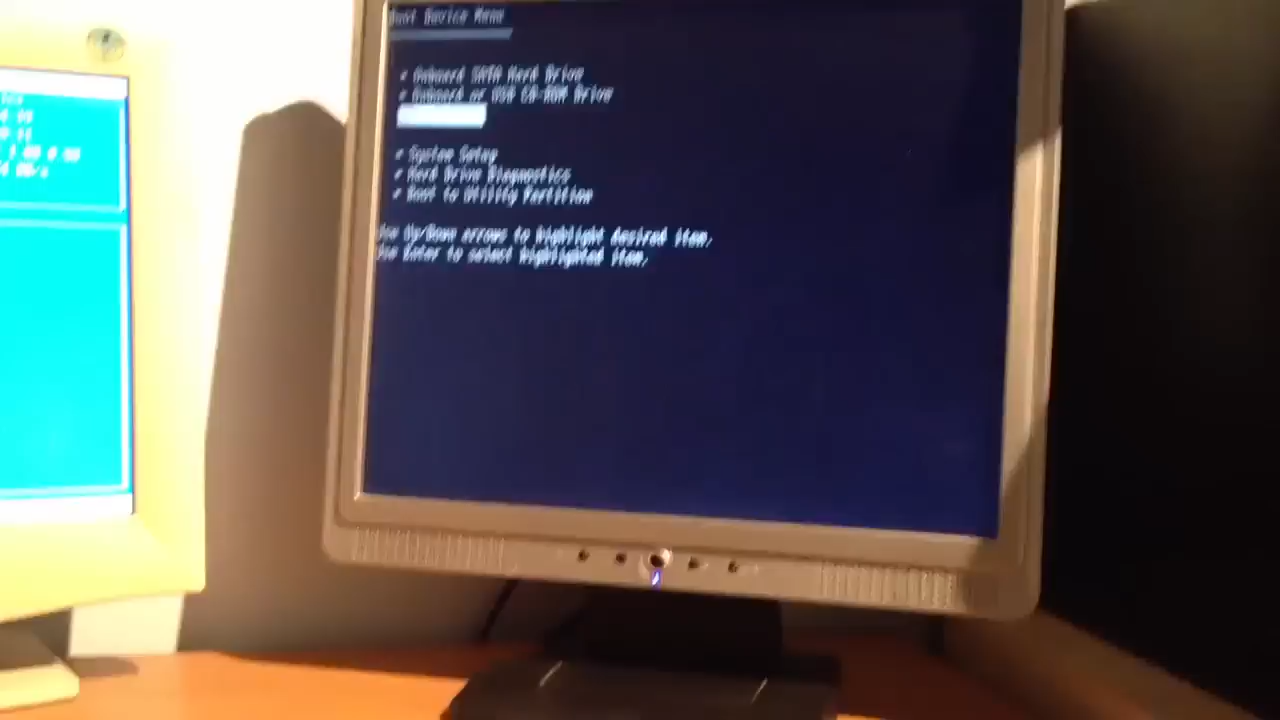 Boot Device Menu
Onboard SATA Hard Drive
Onboard or USB CD-ROM Drive
System Setup
Hard Drive Diagnostics
Boot to Utility Partition
Use Up/Down arrows to highlight desired item.
Use Enter to select highlighted item.